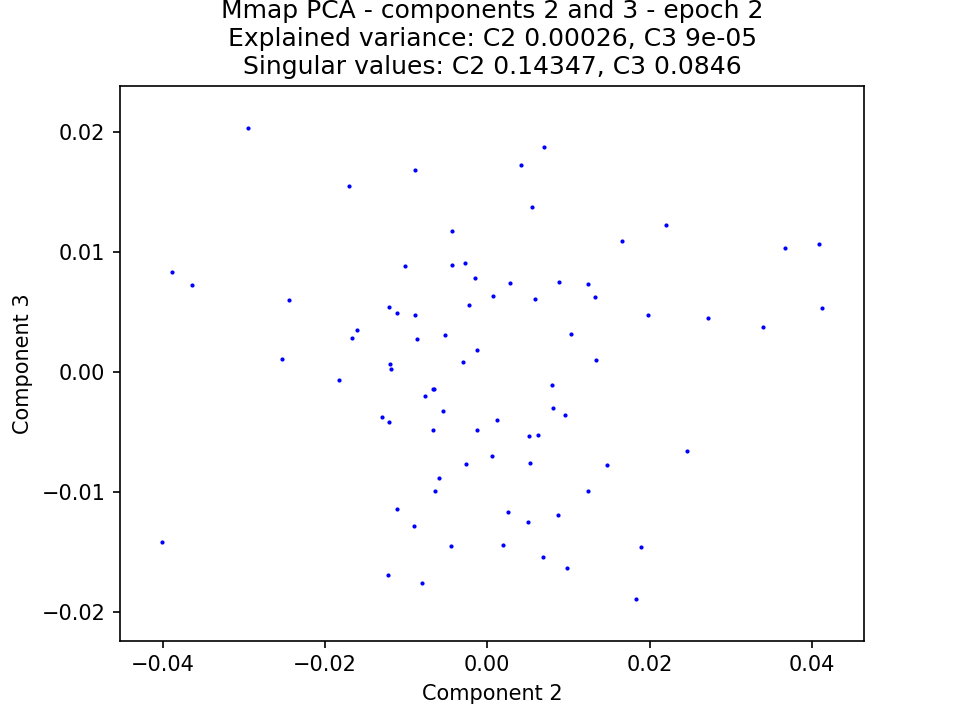 Mmap PCA - components 2 and 3 - epoch 2
Explained variance: C2 0.00026, C3 9e-05
Singular values: C2 0.14347, C3 0.0846
0.02
0.01
0.00
−0.01
−0.02
Component 3
−0.04
−0.02
0.00
0.02
0.04
Component 2